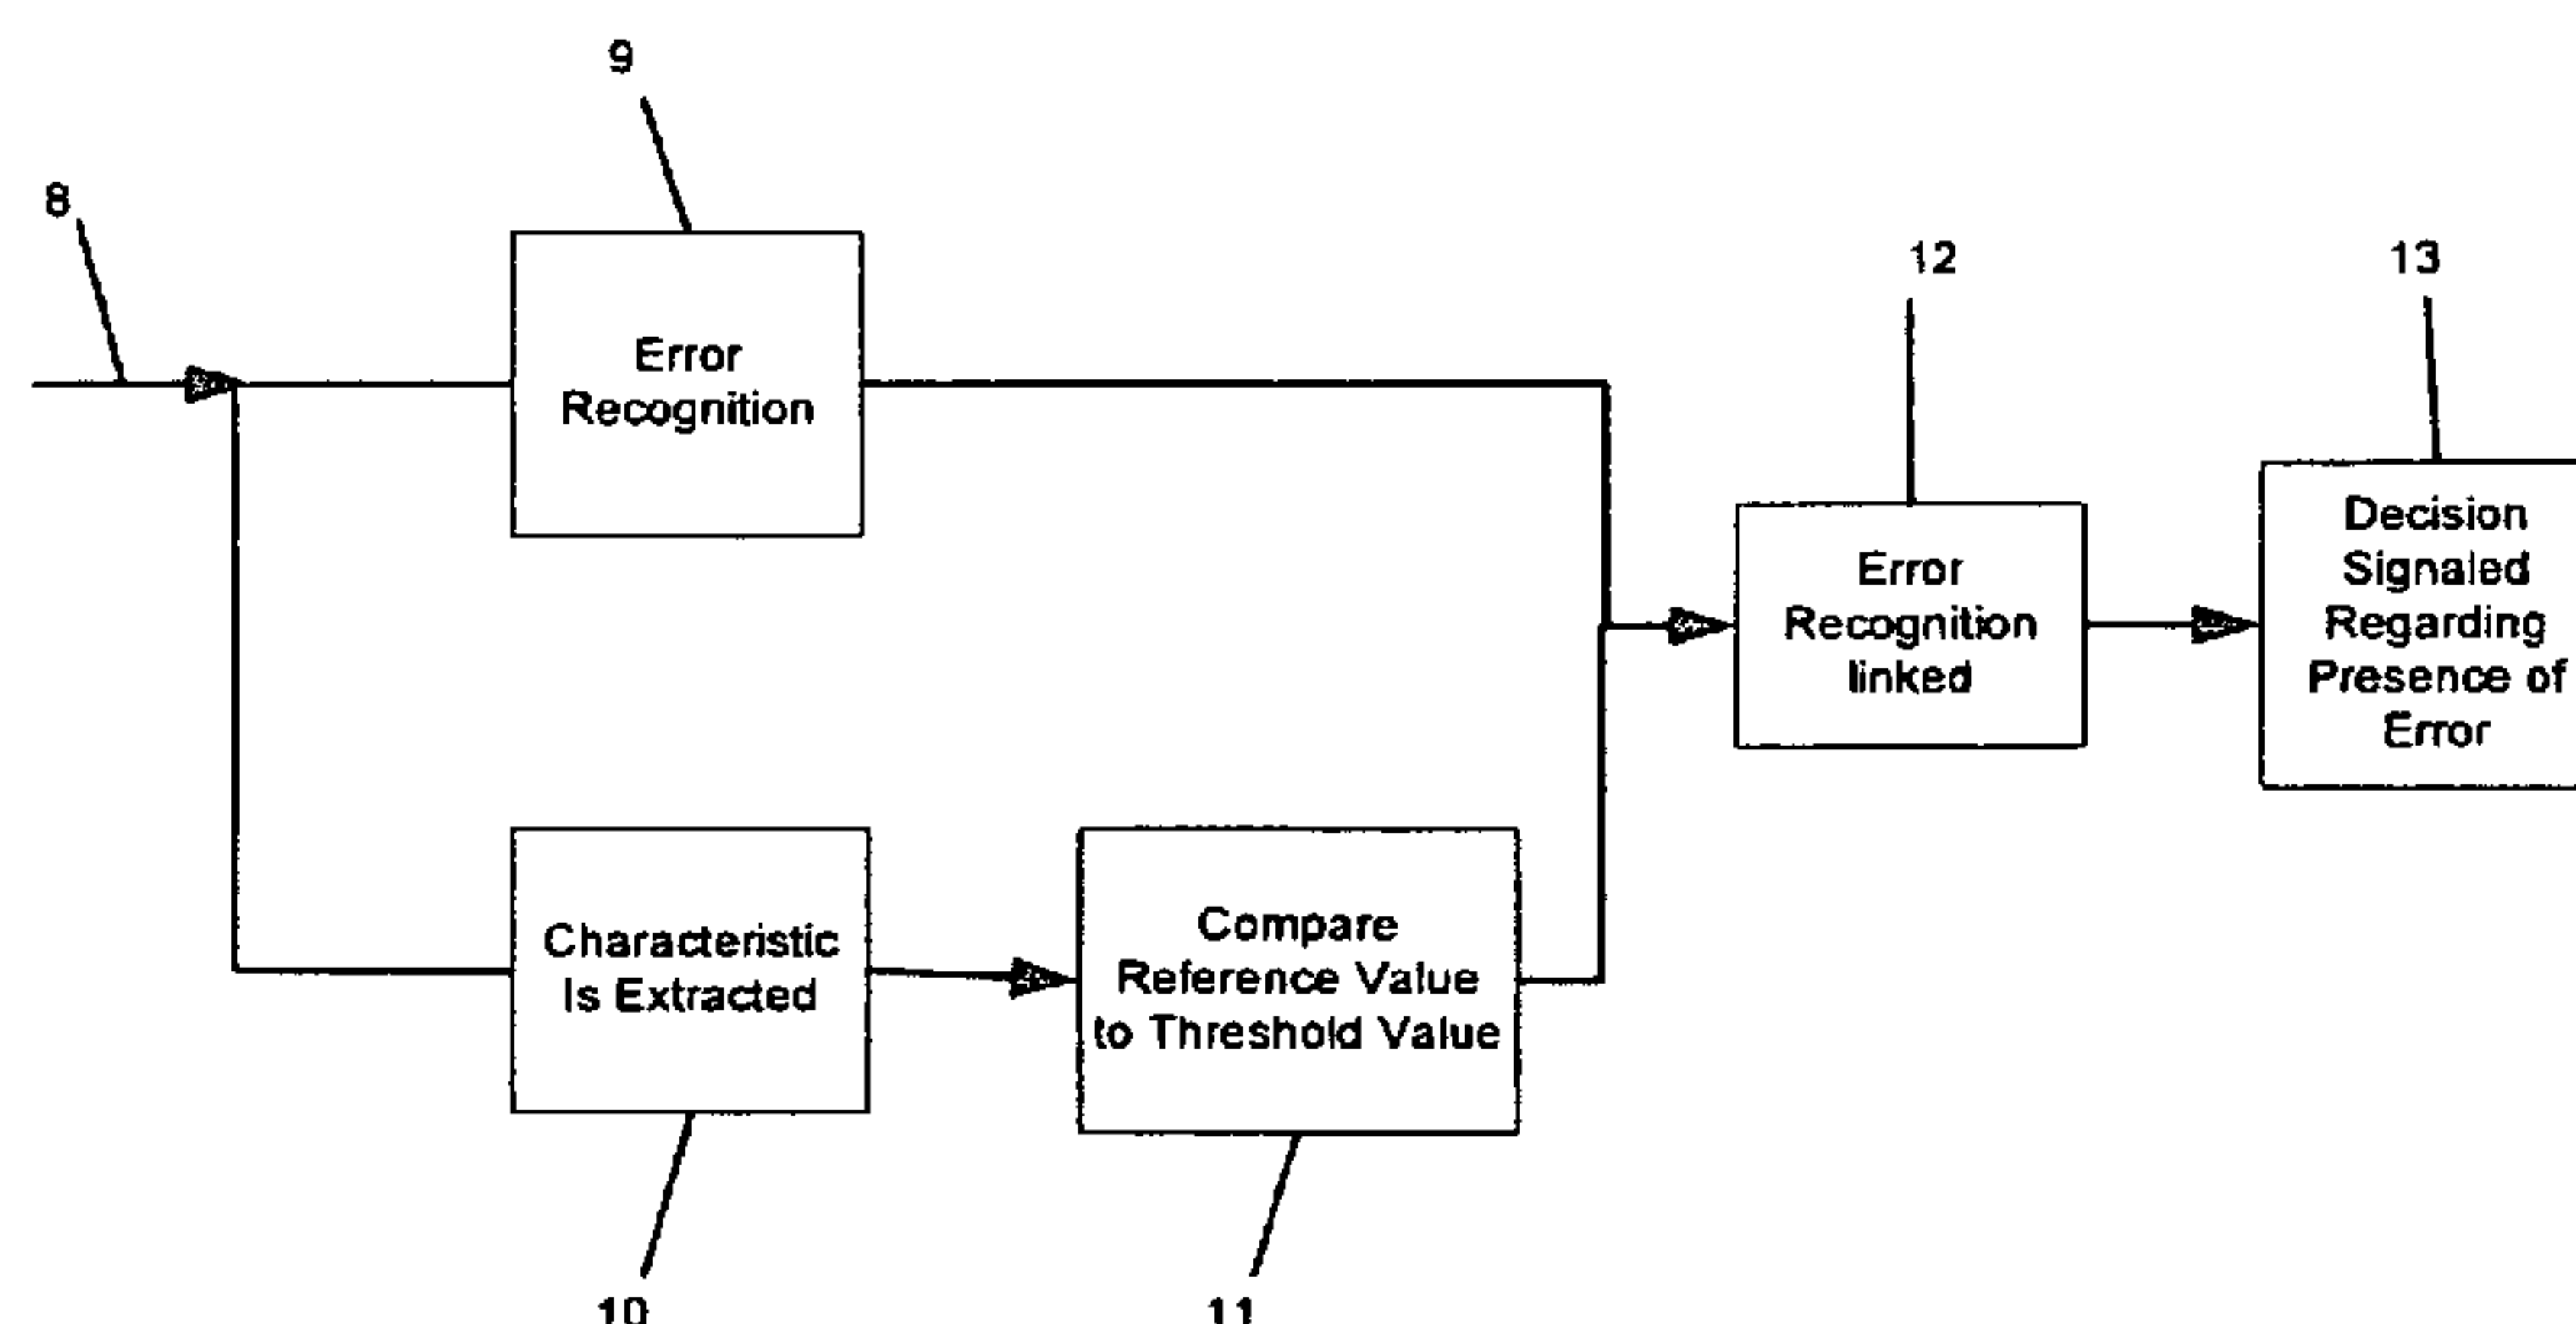 9
8
12
13
Error
Recognition
Decision
Signaled
Regarding
Presence of
Error
Error
Recognition
linked
Characteristic
Is Extracted
Compare
Reference Value
to Threshold Value
10
11